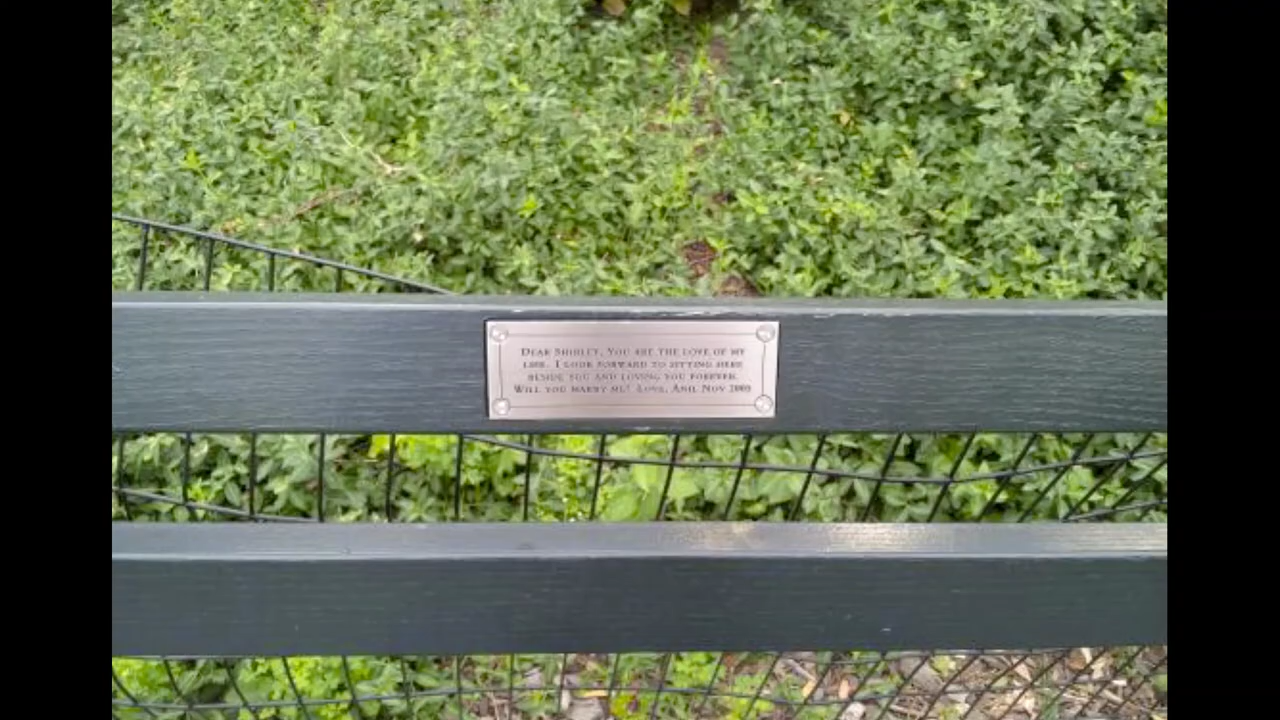 DEAR SHIRLEY, YOU ARE THE LOVE OF MY
LIFE. I LOOK FORWARD TO SITTING HERE
BESIDE YOU AND LOVING YOU FOREVER.
WILL YOU MARRY ME? LOVE, ANIL NOV 2005